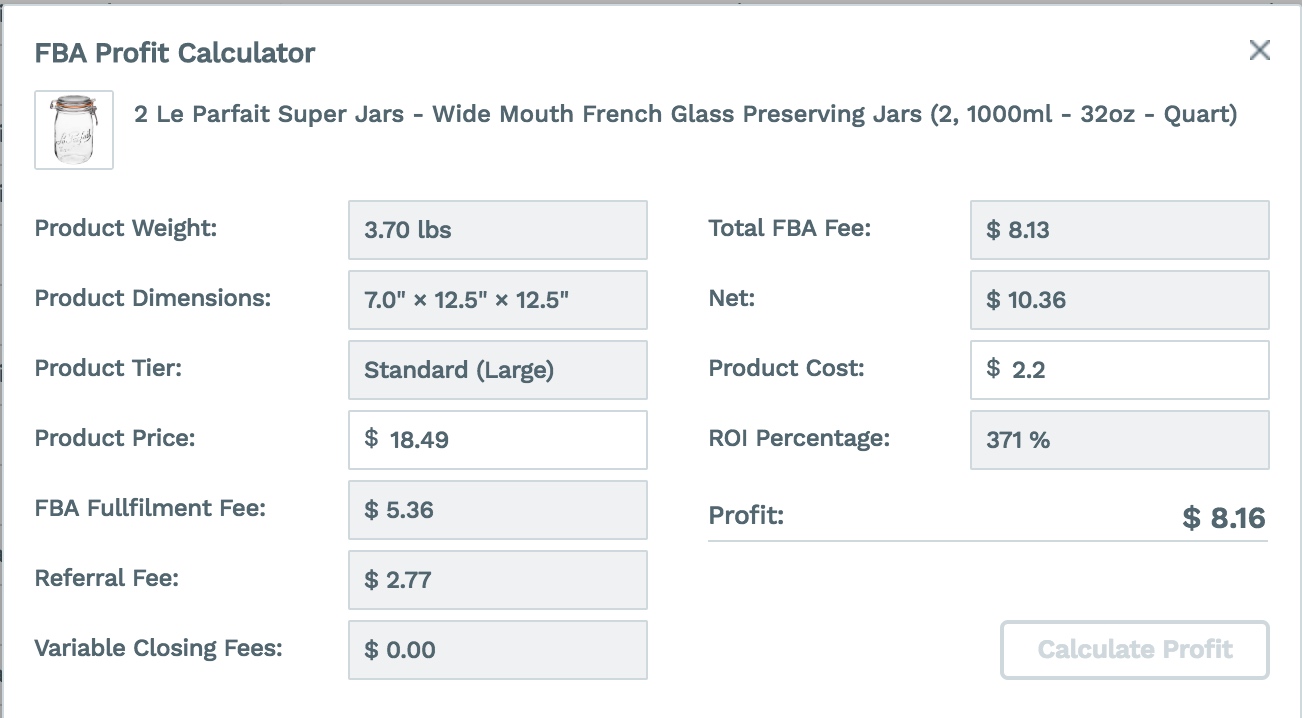 FBA Profit Calculator
2 Le Parfait Super Jars - Wide Mouth French Glass Preserving Jars (2, 1000ml - 32oz - Quart)
Product Weight: 3.70 lbs
Product Dimensions: 7.0" × 12.5" × 12.5"
Product Tier: Standard (Large)
Product Price: $ 18.49
FBA Fullfilment Fee: $ 5.36
Referral Fee: $ 2.77
Variable Closing Fees: $ 0.00
Total FBA Fee: $ 8.13
Net: $ 10.36
Product Cost: $ 2.2
ROI Percentage: 371 %
Profit: $ 8.16
Calculate Profit